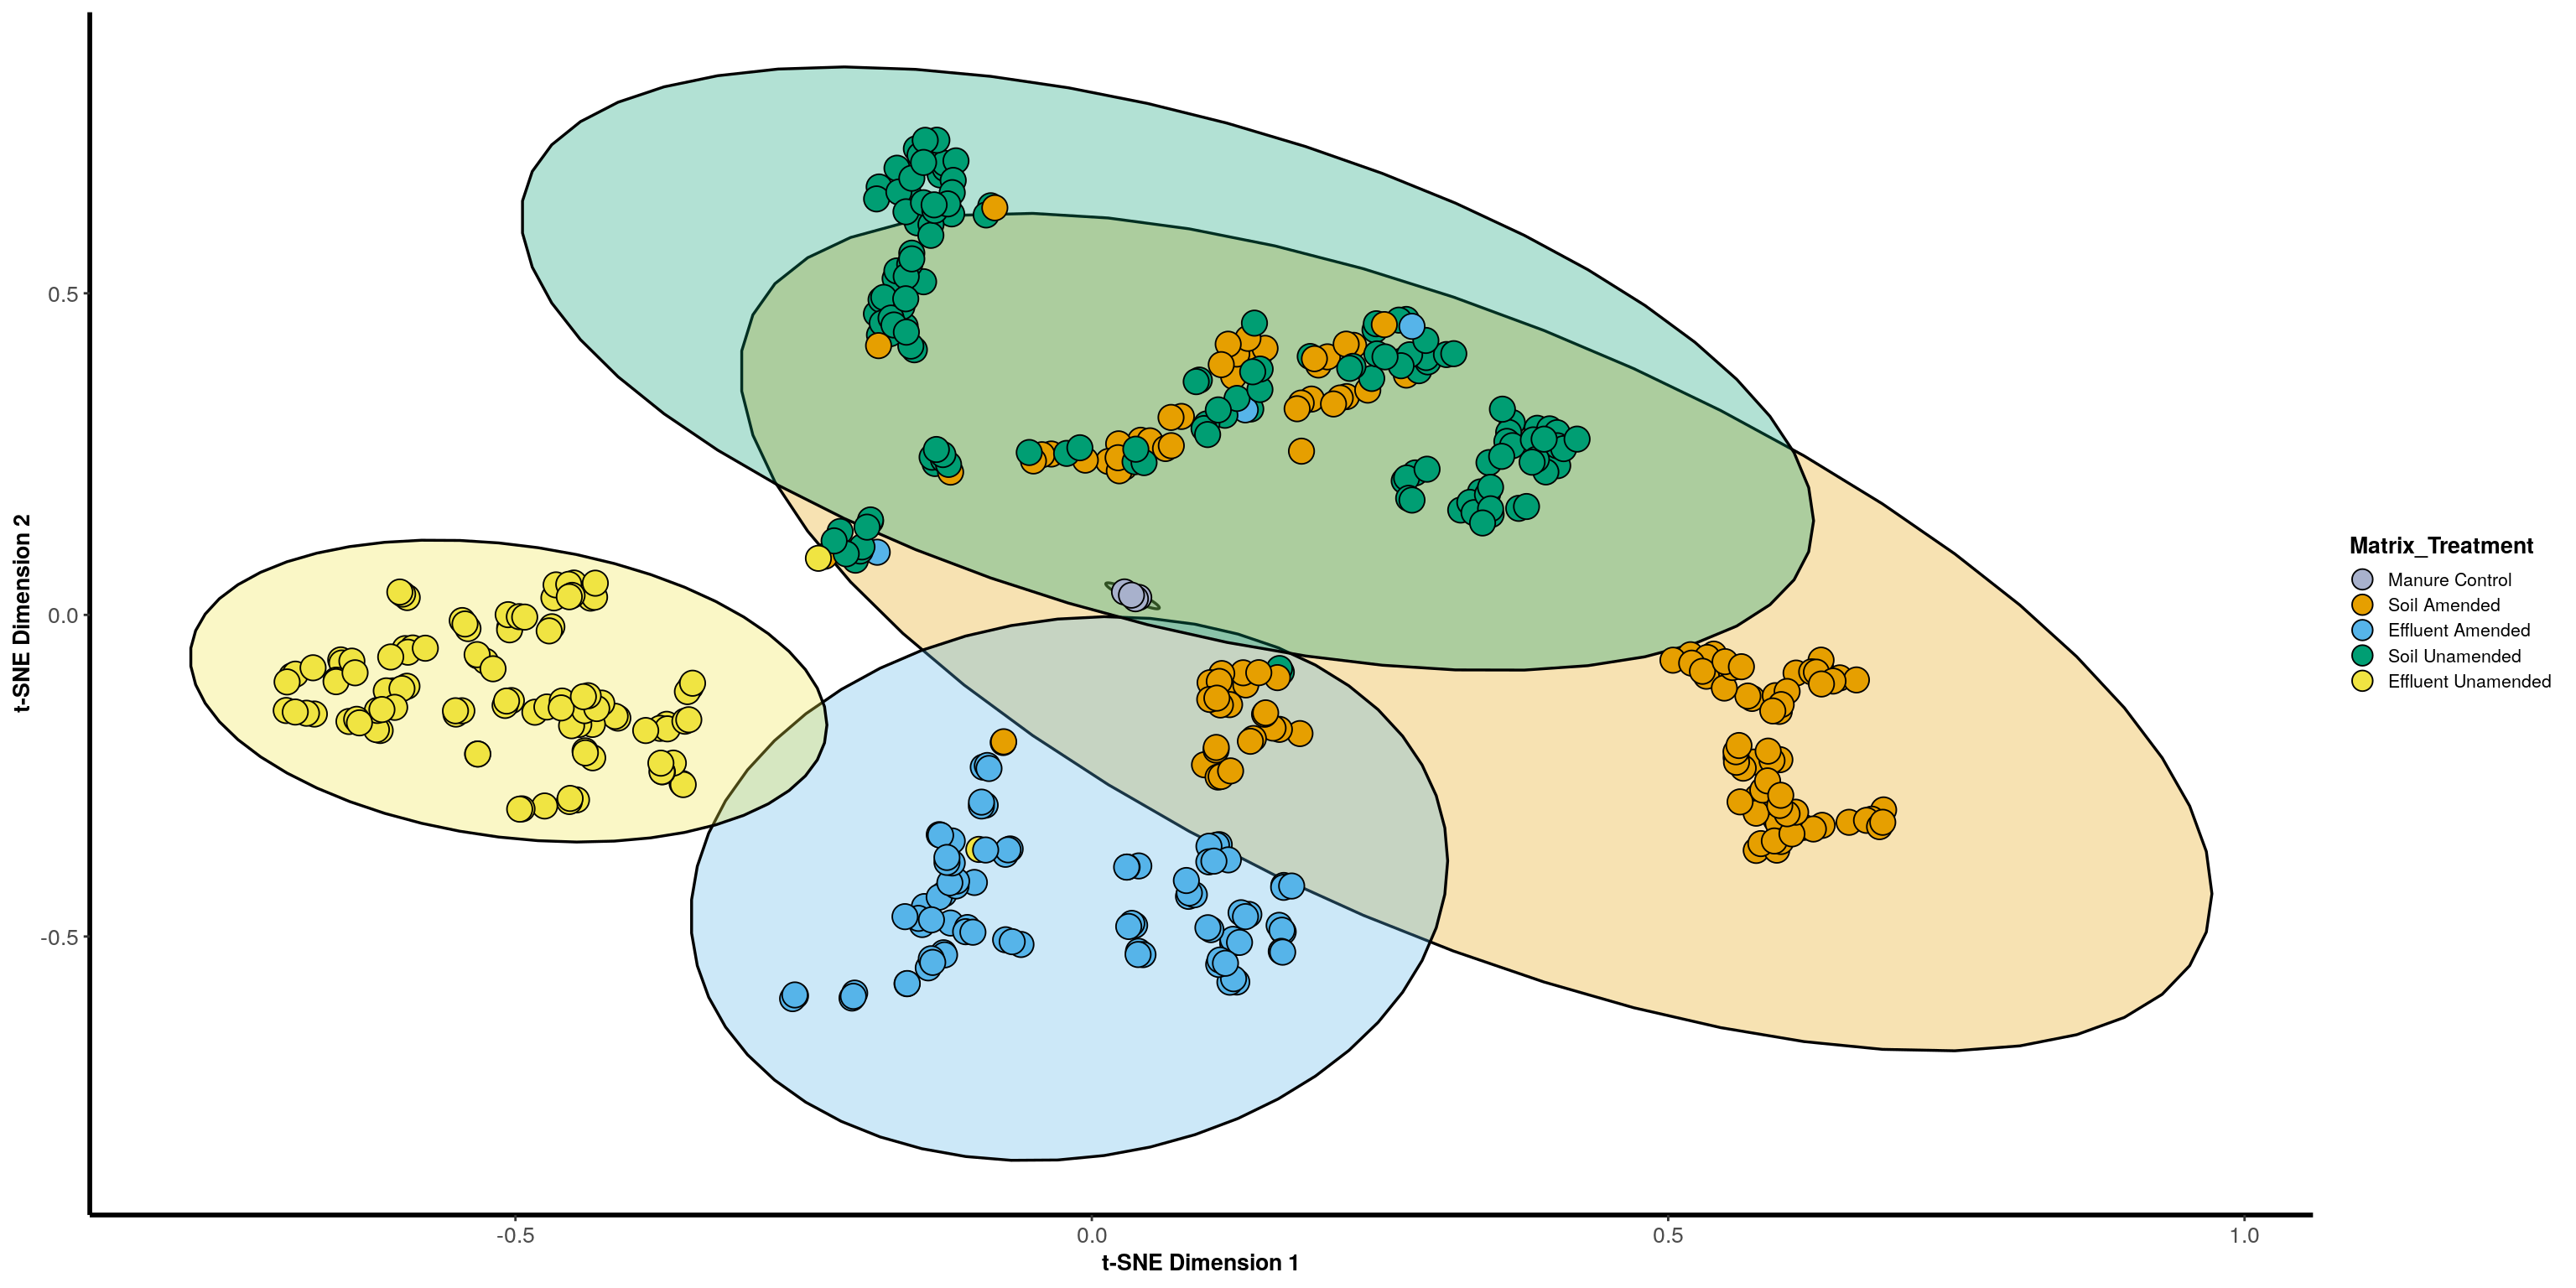 t-SNE Dimension 2
0.5
0.0
-0.5
-0.5
0.0
0.5
1.0
t-SNE Dimension 1
Matrix_Treatment
Manure Control
Soil Amended
Effluent Amended
Soil Unamended
Effluent Unamended